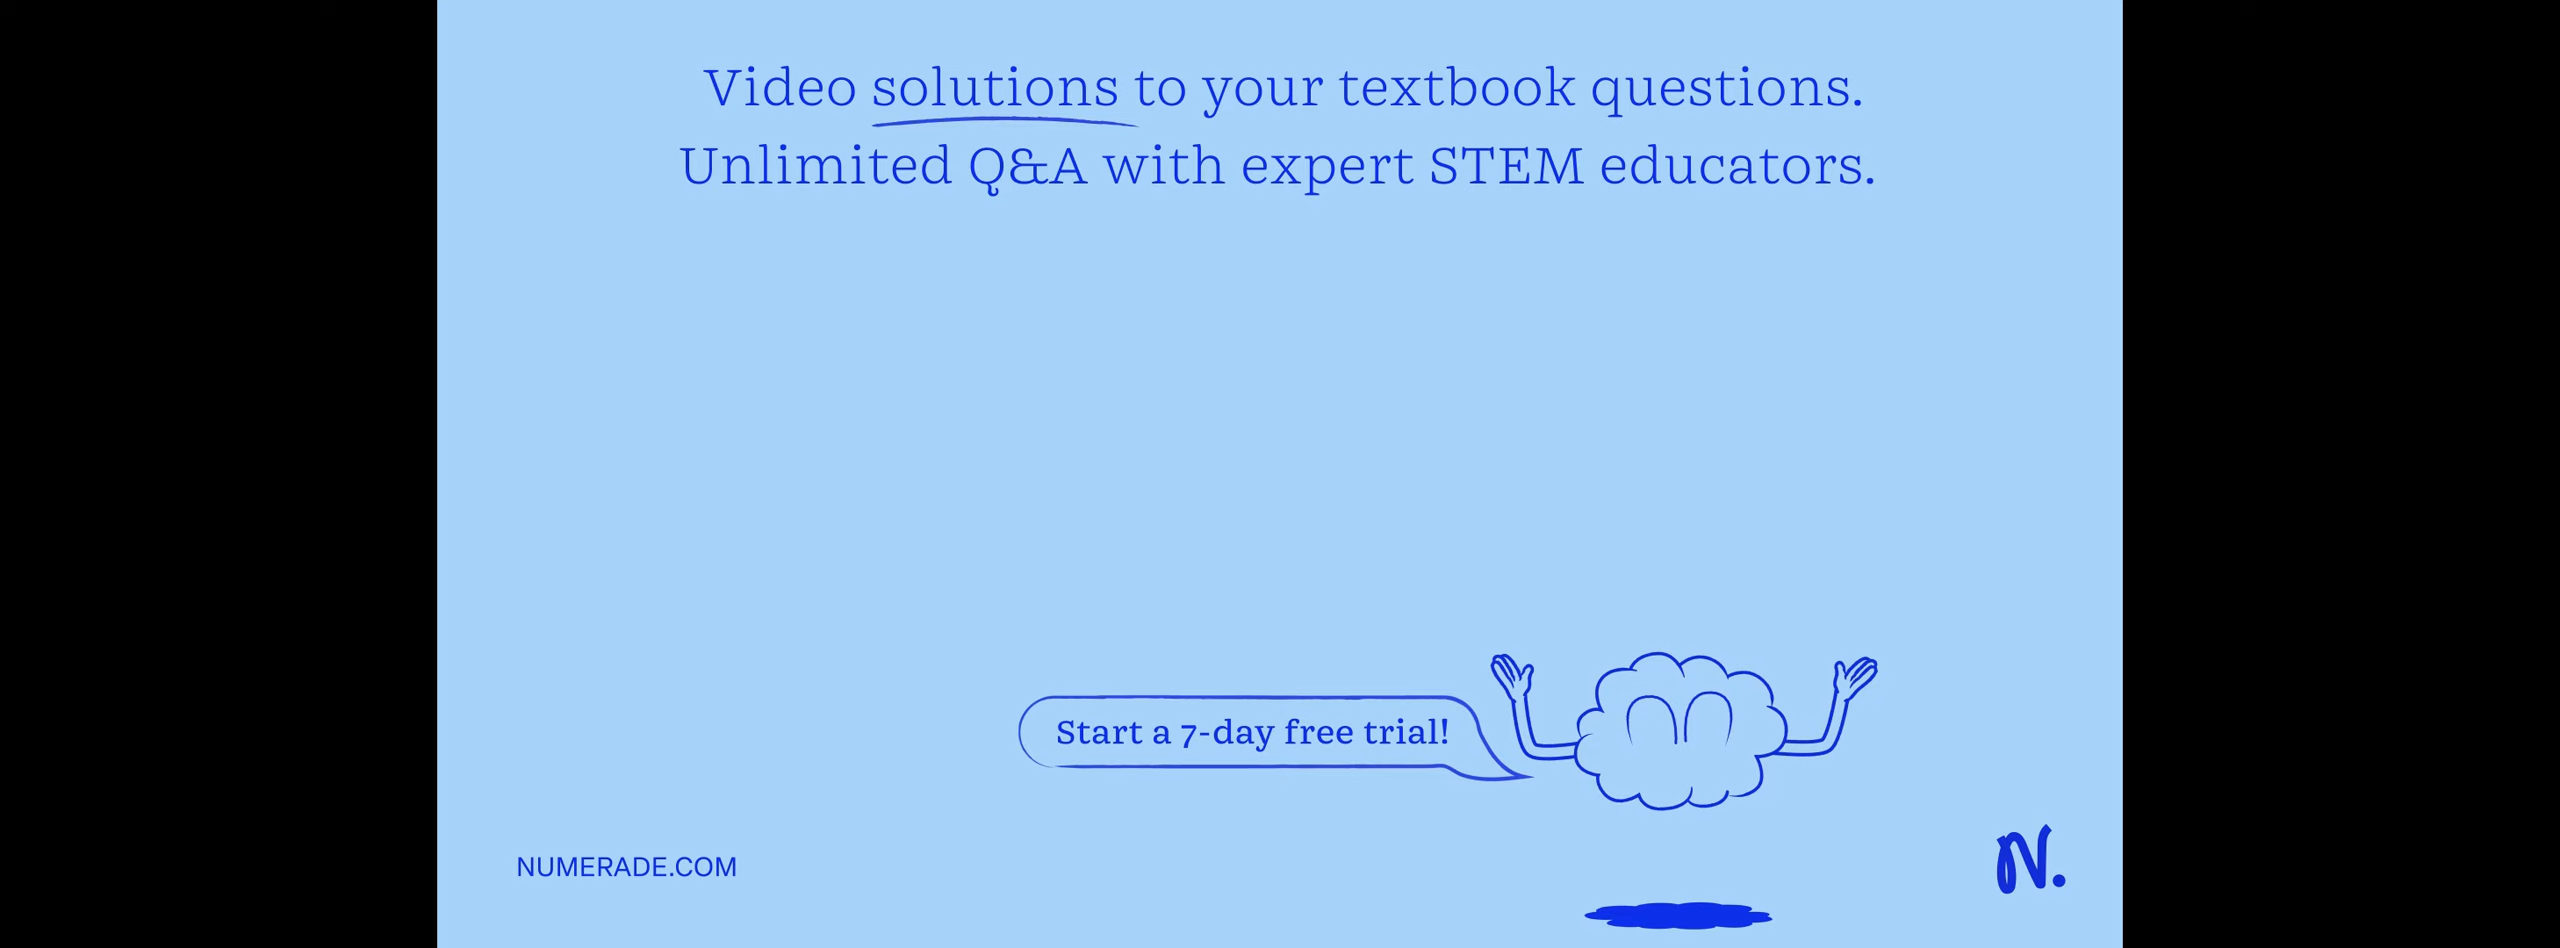 Video solutions to your textbook questions.
Unlimited Q&A with expert STEM educators.
Start a 7-day free trial!
NUMERADE.COM
N.